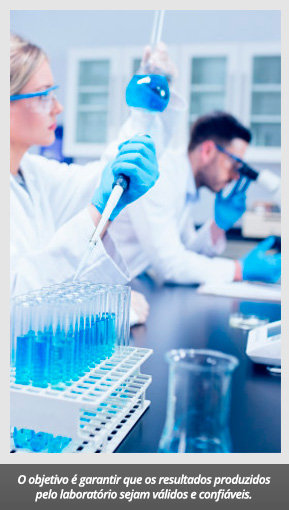 O objetivo é garantir que os resultados produzidos
pelo laboratório sejam válidos e confiáveis.